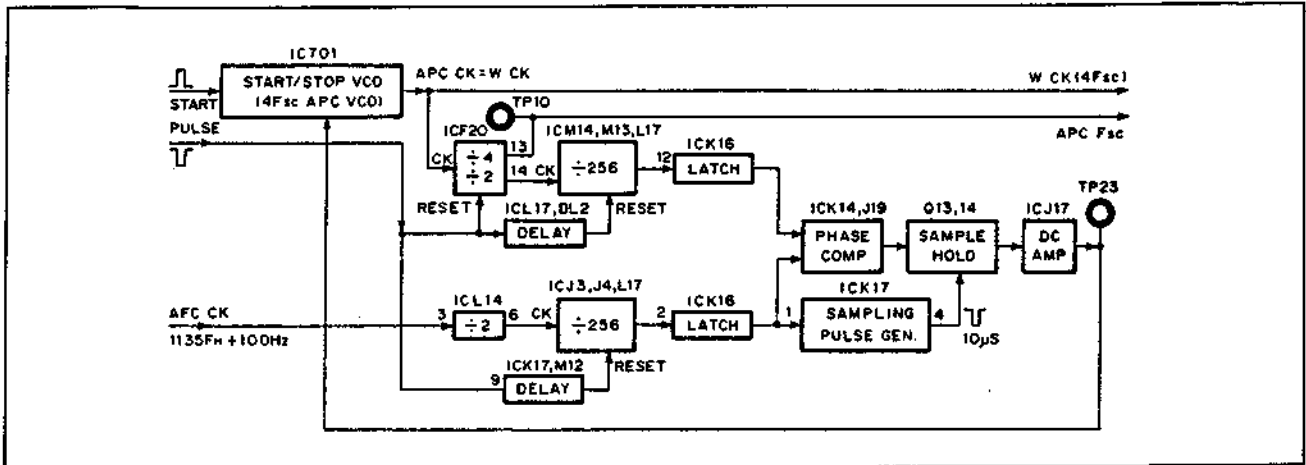 IC701
START/STOP VCO
(4Fsc APC VCO)
APC CK=W CK
W CK(4Fsc)
START
TP10
APC Fsc
PULSE
ICF20
ICM14,M13,L17
ICK16
CK
÷4
÷2
13
14
CK
÷256
12
LATCH
TP23
RESET
ICL17,DL2
RESET
ICK14,J19
Q13,14
ICJ17
DELAY
PHASE
COMP
SAMPLE
HOLD
DC
AMP
ICJ3,J4,L17
ICK17
ICL14
ICK16
AFC CK
3
÷2
6
CK
÷256
2
LATCH
1
SAMPLING
PULSE GEN.
4
1135FH+100Hz
10µS
ICK17,M12
RESET
9
DELAY